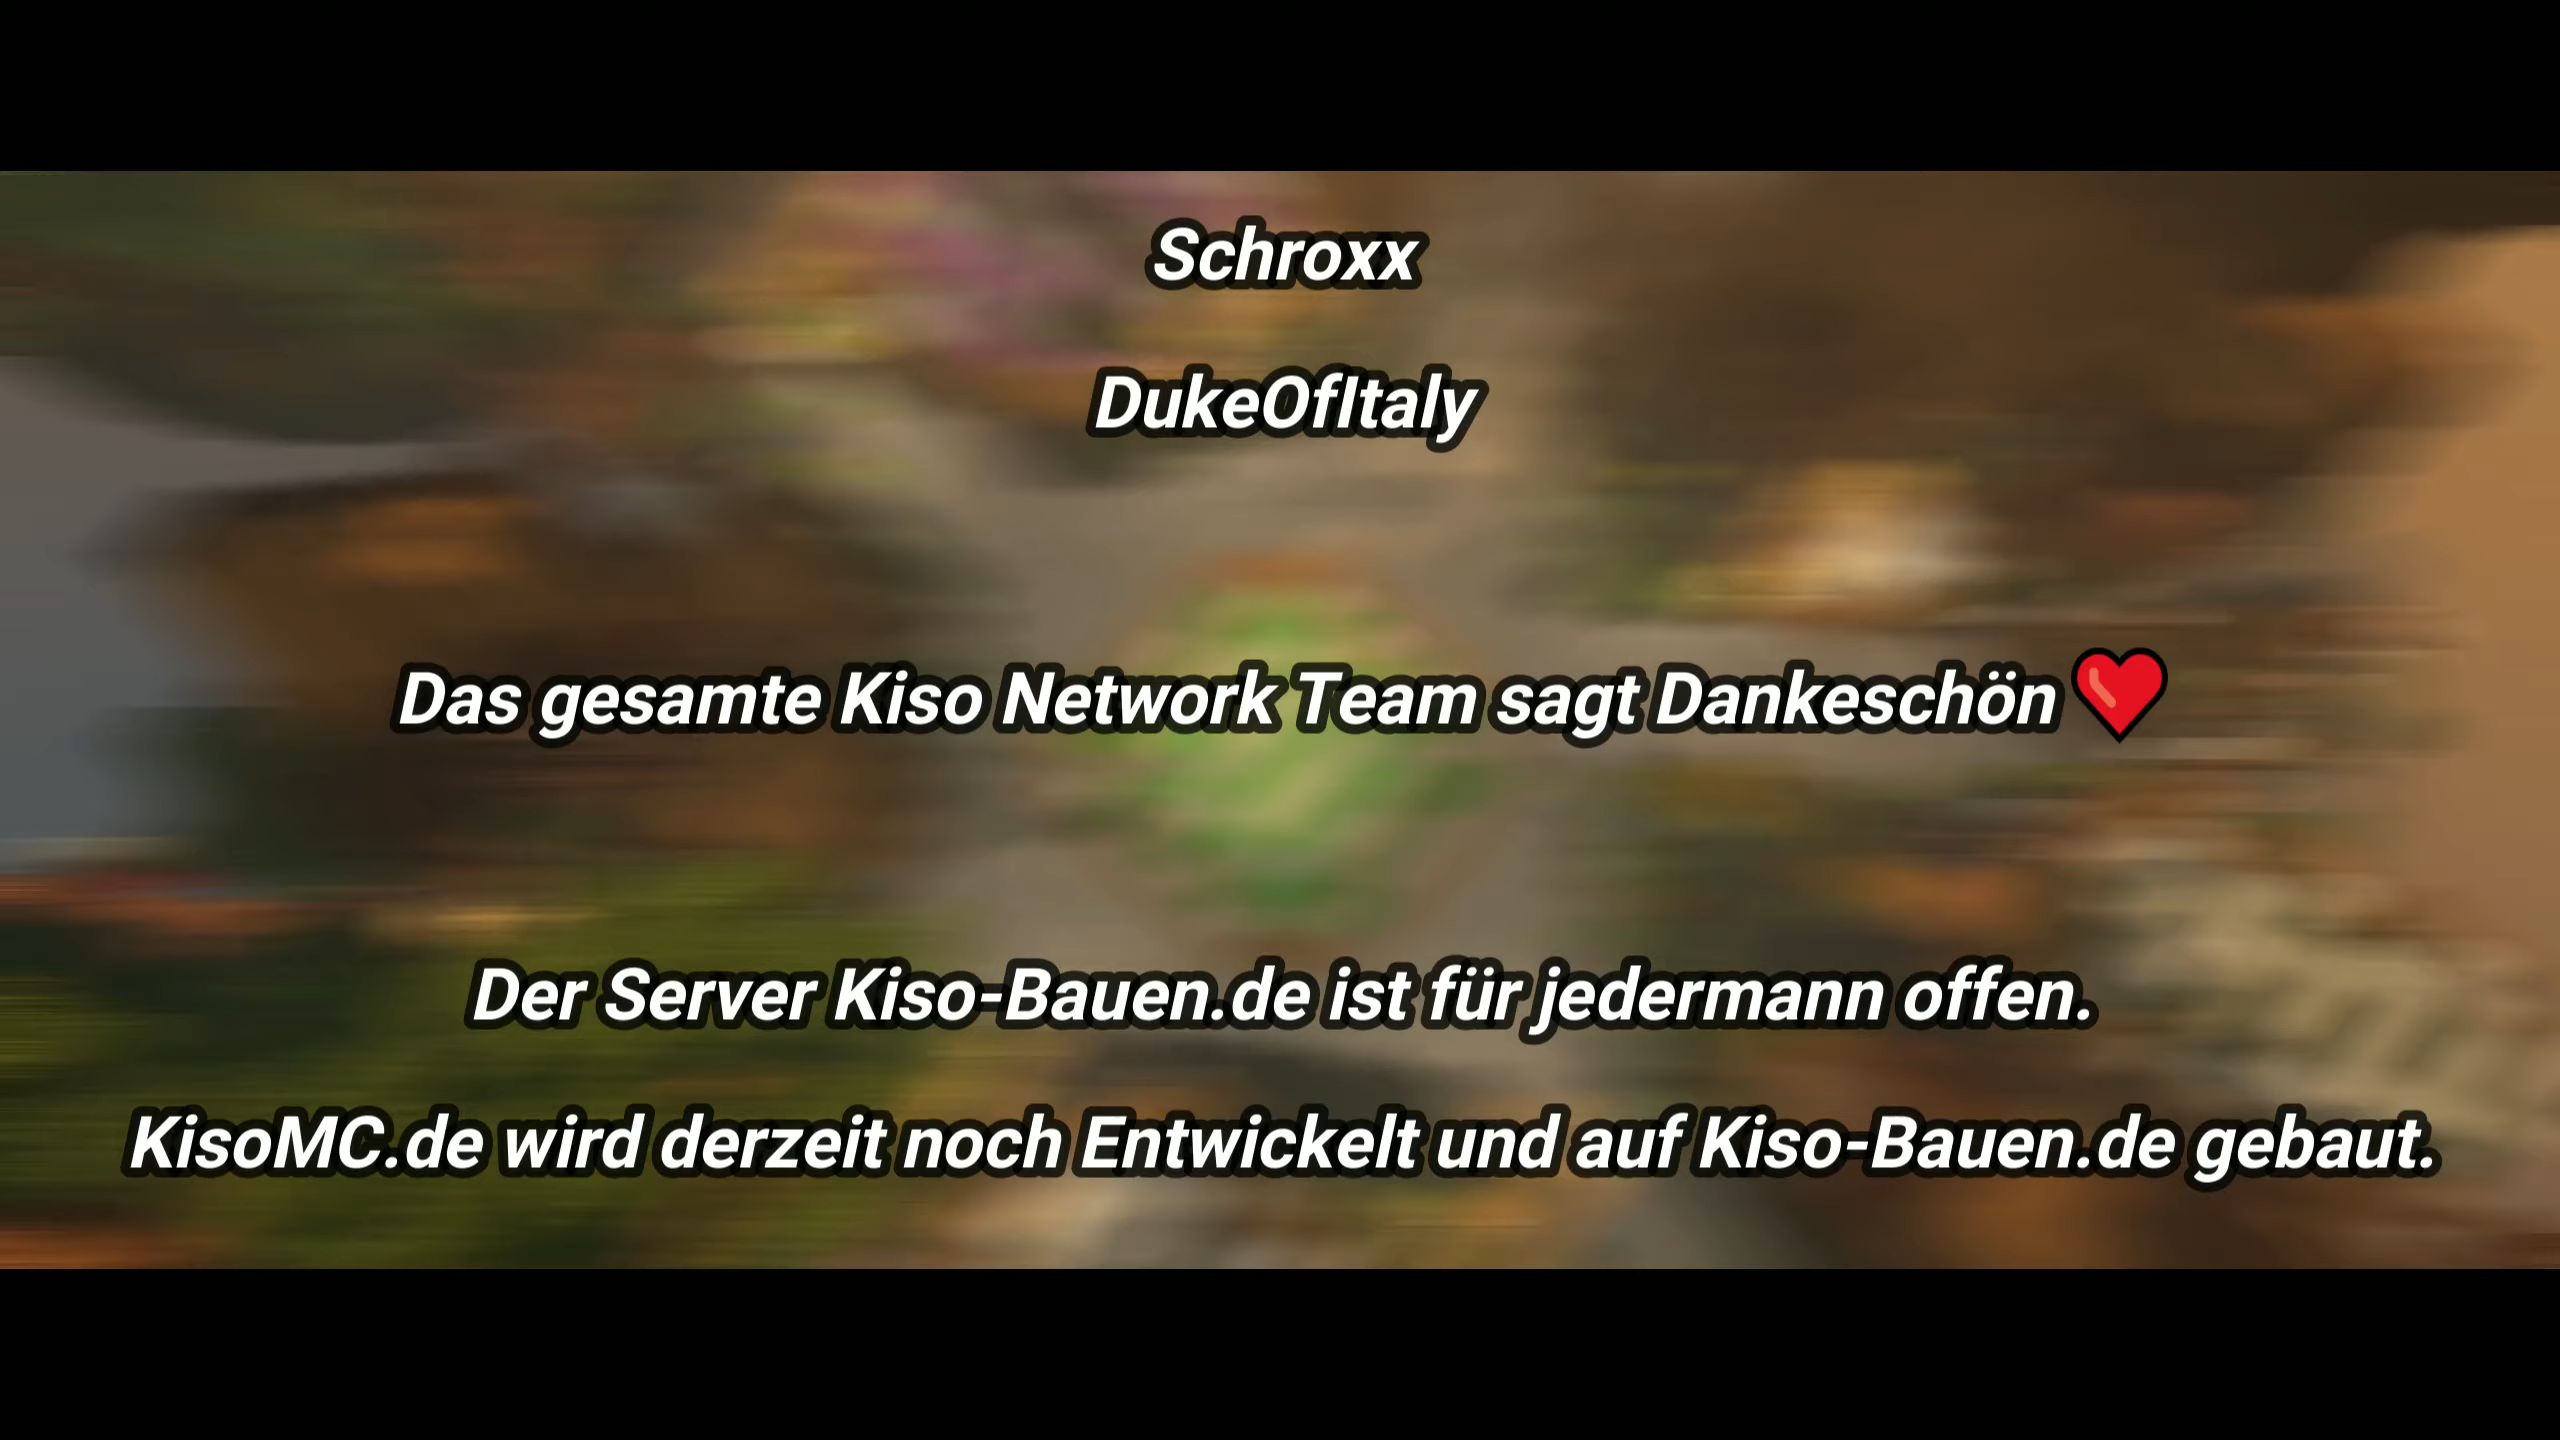 Schroxx
DukeOfItaly
Das gesamte Kiso Network Team sagt Dankeschön ❤️
Der Server Kiso-Bauen.de ist für jedermann offen.
KisoMC.de wird derzeit noch Entwickelt und auf Kiso-Bauen.de gebaut.